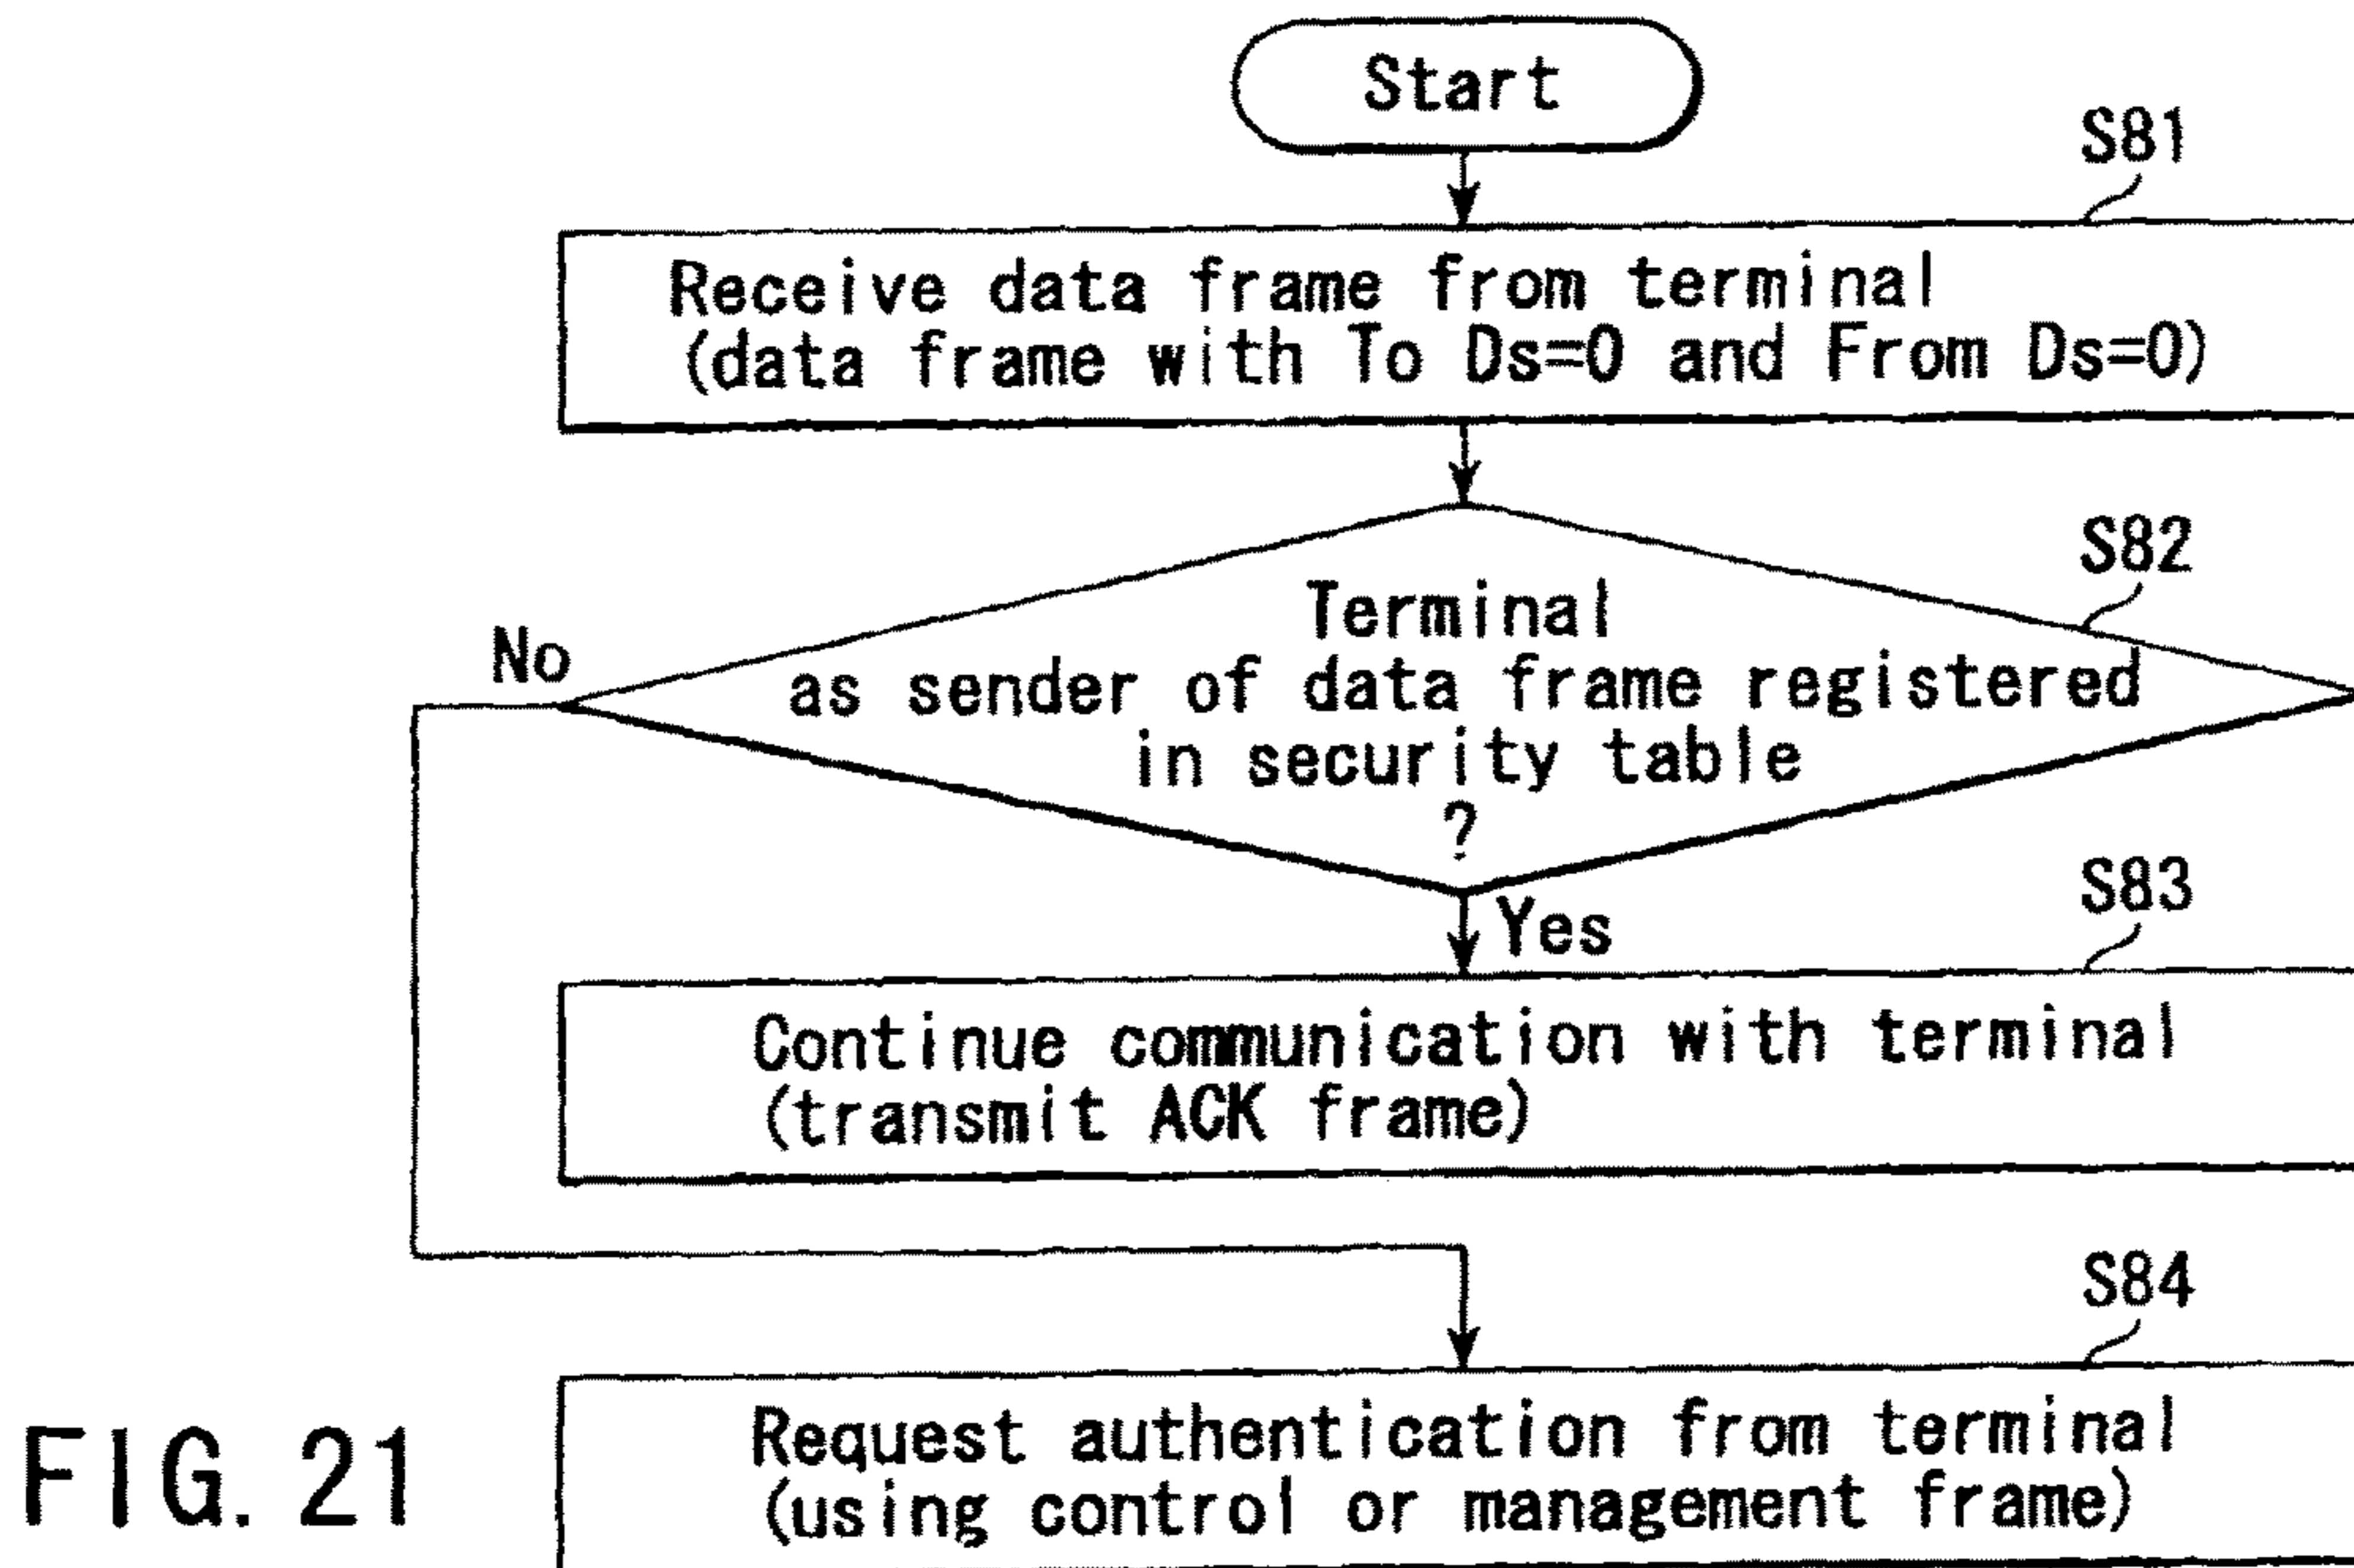 Start
S81
Receive data frame from terminal
(data frame with To Ds=0 and From Ds=0)
S82
Terminal
as sender of data frame registered
in security table
?
No
Yes
S83
Continue communication with terminal
(transmit ACK frame)
S84
Request authentication from terminal
(using control or management frame)
FIG. 21